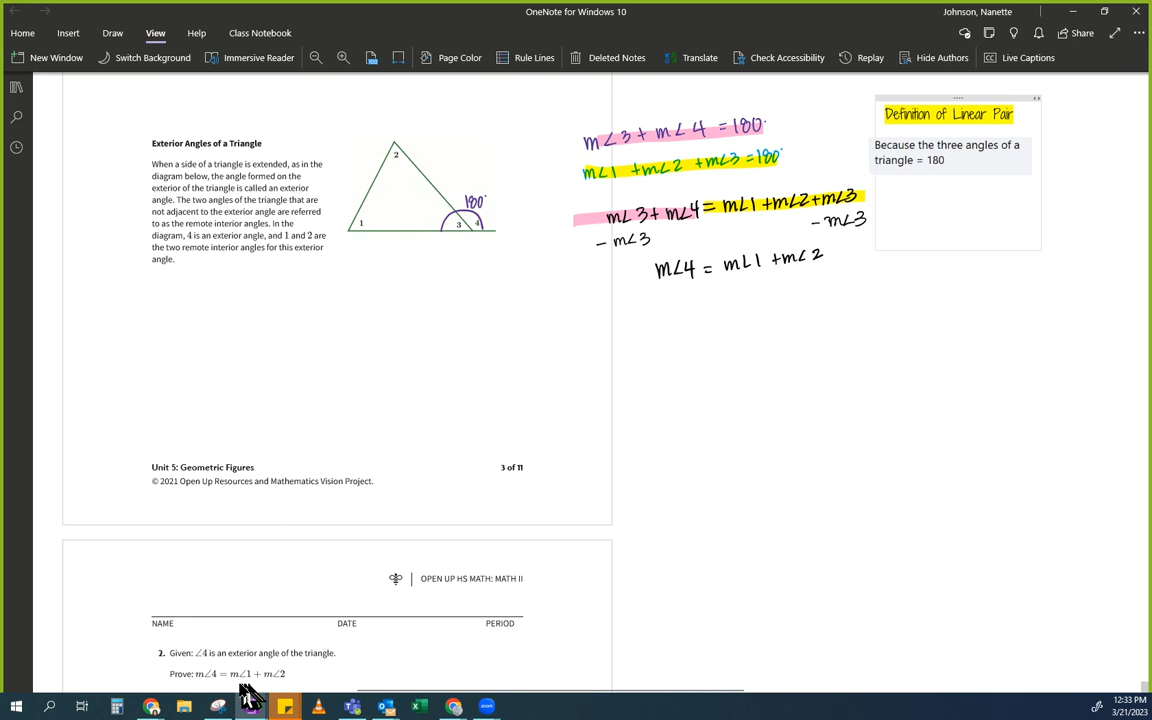 OneNote for Windows 10
Johnson, Nanette
Home Insert Draw View Help Class Notebook
Share
New Window Switch Background Immersive Reader Page Color Rule Lines Deleted Notes Translate Check Accessibility Replay Hide Authors Live Captions
Exterior Angles of a Triangle
When a side of a triangle is extended, as in the
diagram below, the angle formed on the
exterior of the triangle is called an exterior
angle. The two angles of the triangle that are
not adjacent to the exterior angle are referred
to as the remote interior angles. In the
diagram, 4 is an exterior angle, and 1 and 2 are
the two remote interior angles for this exterior
angle.
2
180°
1 3 4
m∠3 + m∠4 = 180°
m∠1 + m∠2 + m∠3 = 180°
m∠3 + m∠4 = m∠1 + m∠2 + m∠3
- m∠3
- m∠3
m∠4 = m∠1 + m∠2
Definition of Linear Pair
Because the three angles of a
triangle = 180
Unit 5: Geometric Figures 3 of 11
© 2021 Open Up Resources and Mathematics Vision Project.
OPEN UP HS MATH: MATH II
NAME DATE PERIOD
2. Given: ∠4 is an exterior angle of the triangle.
Prove: m∠4 = m∠1 + m∠2
12:33 PM
3/21/2023